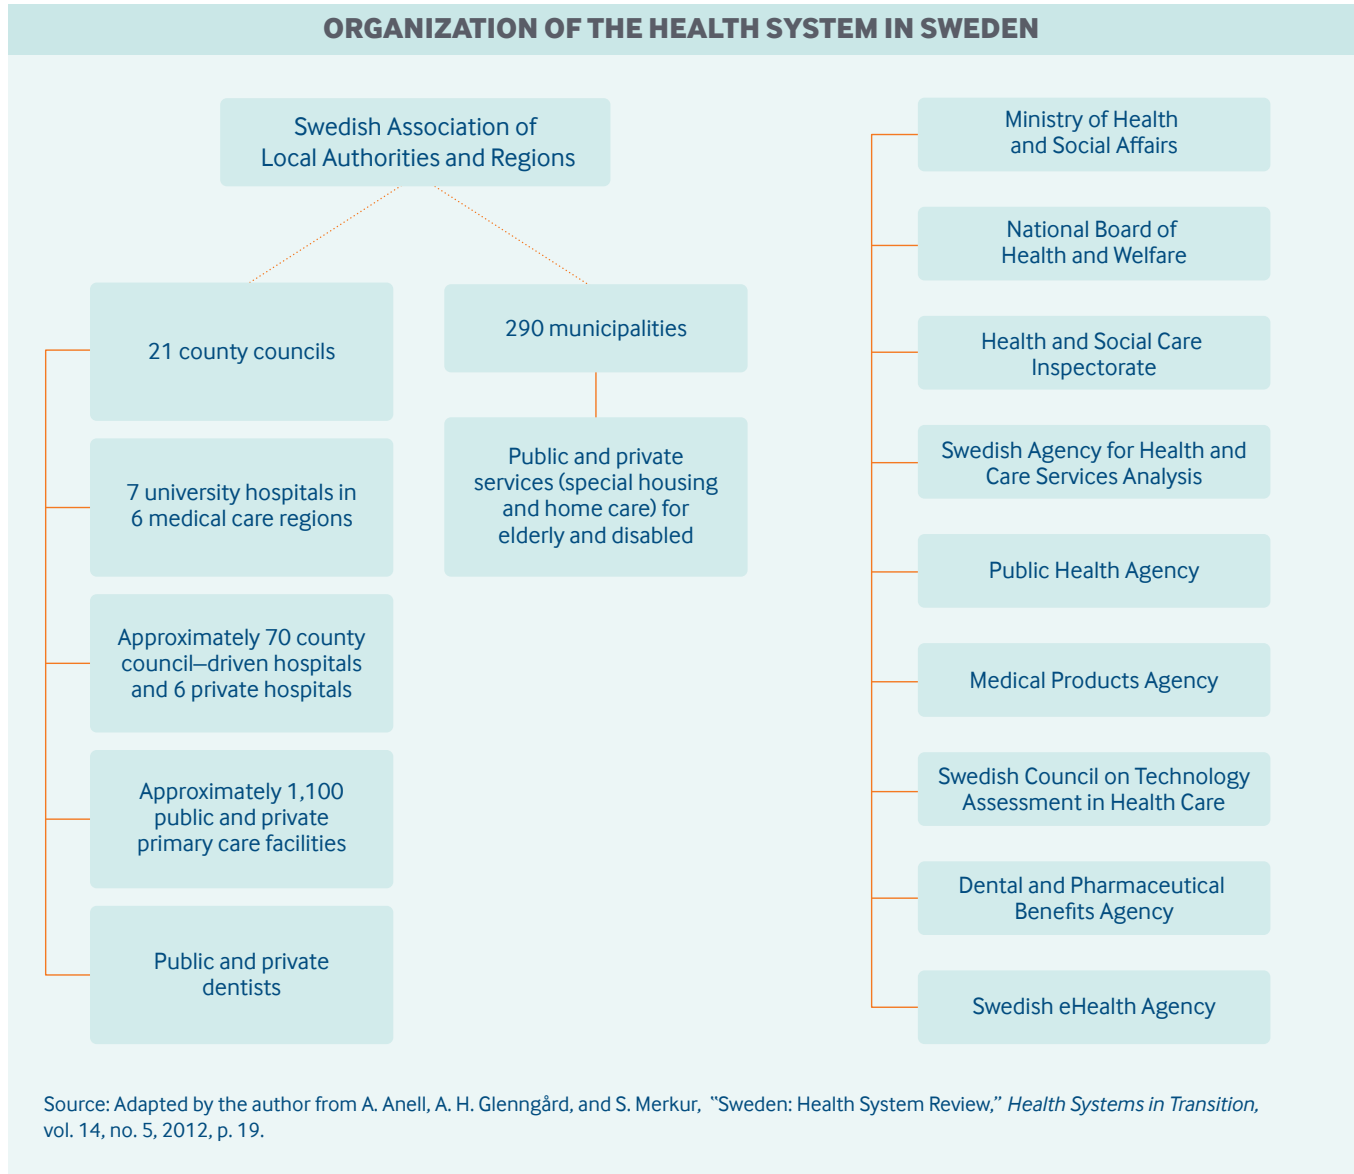 ORGANIZATION OF THE HEALTH SYSTEM IN SWEDEN
Swedish Association of
Local Authorities and Regions
21 county councils
7 university hospitals in
6 medical care regions
Approximately 70 county
council–driven hospitals
and 6 private hospitals
Approximately 1,100
public and private
primary care facilities
Public and private
dentists
290 municipalities
Public and private
services (special housing
and home care) for
elderly and disabled
Ministry of Health
and Social Affairs
National Board of
Health and Welfare
Health and Social Care
Inspectorate
Swedish Agency for Health and
Care Services Analysis
Public Health Agency
Medical Products Agency
Swedish Council on Technology
Assessment in Health Care
Dental and Pharmaceutical
Benefits Agency
Swedish eHealth Agency
Source: Adapted by the author from A. Anell, A. H. Glenngård, and S. Merkur, “Sweden: Health System Review,” Health Systems in Transition,
vol. 14, no. 5, 2012, p. 19.